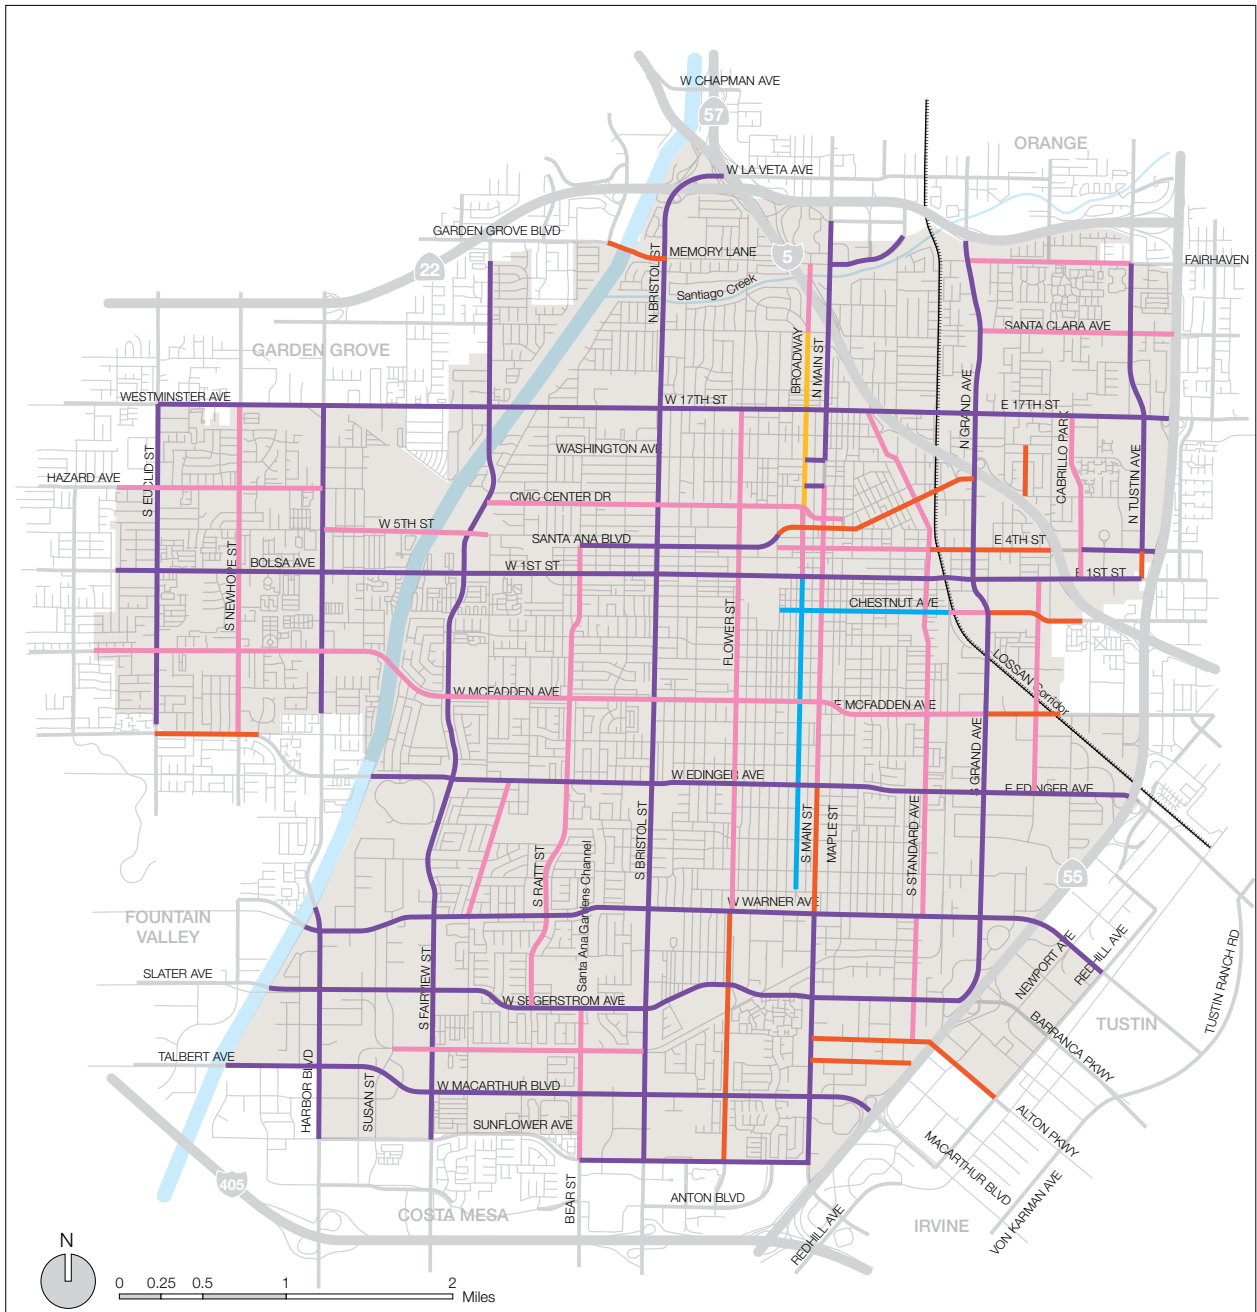 W CHAPMAN AVE
57
ORANGE
W LA VETA AVE
GARDEN GROVE BLVD
MEMORY LANE
5
22
FAIRHAVEN
N BRISTOL ST
Santiago Creek
SANTA CLARA AVE
GARDEN GROVE
BROADWAY
N MAIN ST
N GRAND AVE
WESTMINSTER AVE
W 17TH ST
E 17TH ST
CABRILLO PARK
WASHINGTON AVE
S EUCLID ST
N TUSTIN AVE
HAZARD AVE
CIVIC CENTER DR
W 5TH ST
SANTA ANA BLVD
E 4TH ST
S NEWHOPE ST
BOLSA AVE
W 1ST ST
E 1ST ST
CHESTNUT AVE
FLOWER ST
LOSSAN Corridor
W MCFADDEN AVE
E MCFADDEN AVE
S GRAND AVE
W EDINGER AVE
E EDINGER AVE
S BRISTOL ST
S MAIN ST
MAPLE ST
S STANDARD AVE
S RAITT ST
Santa Ana Gardens Channel
55
W WARNER AVE
FOUNTAIN
VALLEY
NEWPORT AVE
REDHILL AVE
TUSTIN RANCH RD
SLATER AVE
S FAIRVIEW ST
W SEGERSTROM AVE
TUSTIN
BARRANCA PKWY
TALBERT AVE
HARBOR BLVD
SUSAN ST
W MACARTHUR BLVD
SUNFLOWER AVE
ALTON PKWY
MACARTHUR BLVD
405
COSTA MESA
BEAR ST
ANTON BLVD
REDHILL AVE
IRVINE
VON KARMAN AVE
N
0 0.25 0.5 1 2
Miles